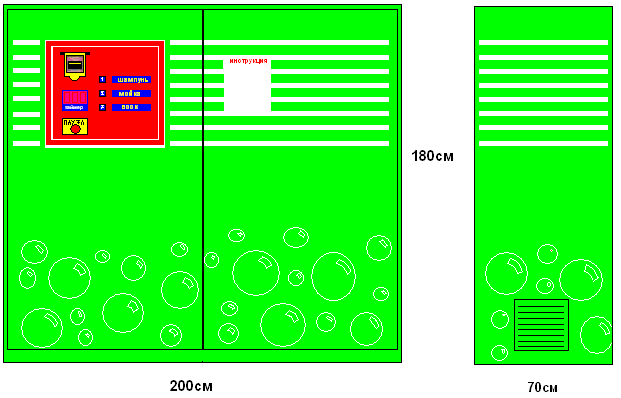 инструкция
1 шампунь
2 мойка
3 воск
таймер
ПАУЗА
180см
200см
70см